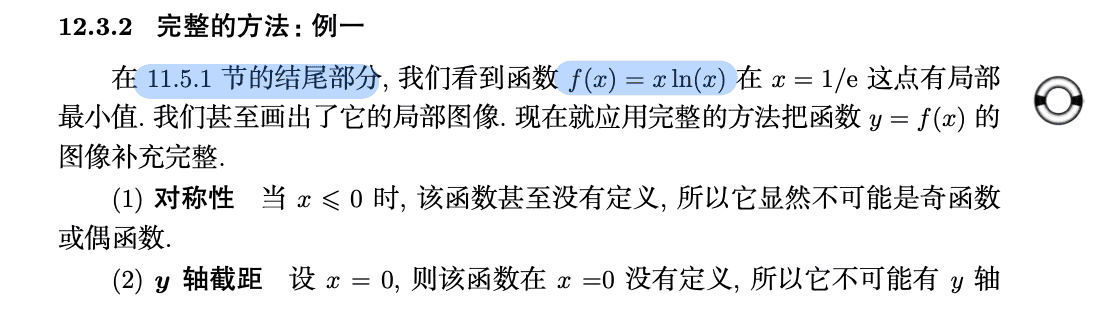 12.3.2 完整的方法: 例一
在 11.5.1 节的结尾部分, 我们看到函数 f(x) = x ln(x) 在 x = 1/e 这点有局部
最小值. 我们甚至画出了它的局部图像. 现在就应用完整的方法把函数 y = f(x) 的
图像补充完整.
(1) 对称性 当 x ⩽ 0 时, 该函数甚至没有定义, 所以它显然不可能是奇函数
或偶函数.
(2) y 轴截距 设 x = 0, 则该函数在 x =0 没有定义, 所以它不可能有 y 轴